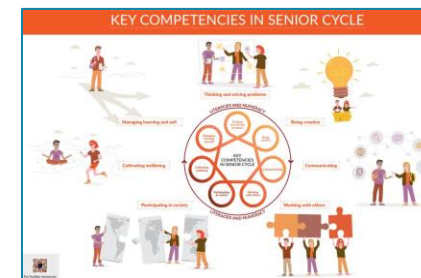 KEY COMPETENCIES IN SENIOR CYCLE
Thinking and solving problems
Managing learning and self
Being creative
LITERACIES AND NUMERACY
KEY
COMPETENCIES
IN SENIOR CYCLE
Cultivating wellbeing
Communicating
Participating in society
Working with others
LITERACIES AND NUMERACY